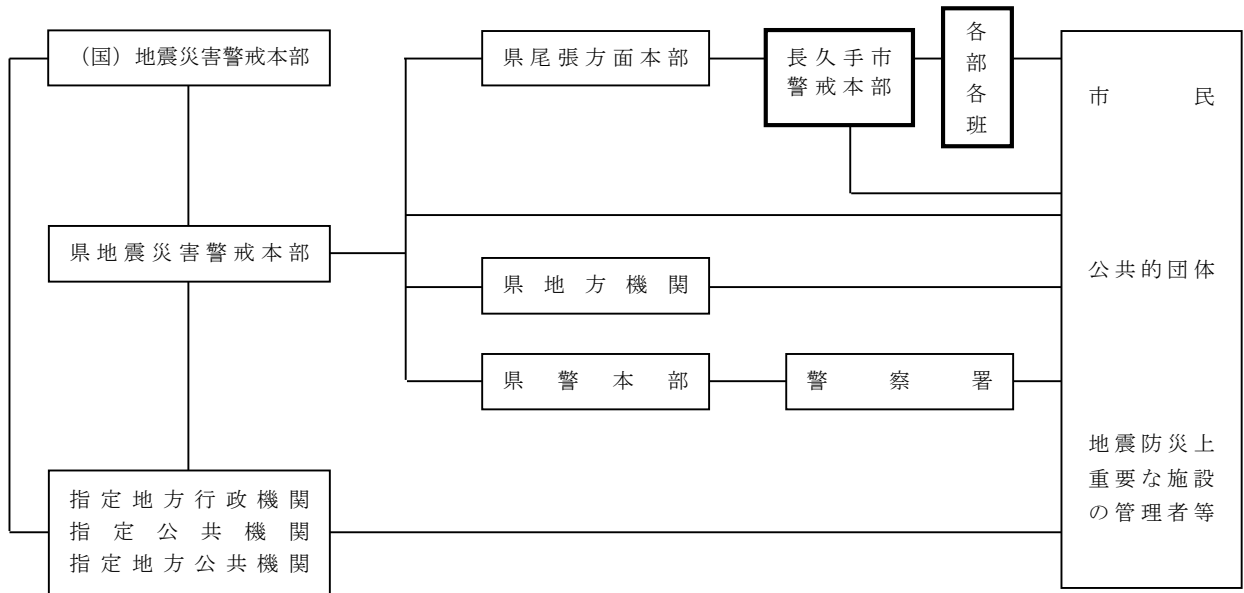 （国）地震災害警戒本部
県尾張方面本部
長久手市
警戒本部
各部各班
市民
県地震災害警戒本部
公共的団体
県地方機関
県警本部
警察署
地震防災上
重要な施設
の管理者等
指定地方行政機関
指定公共機関
指定地方公共機関